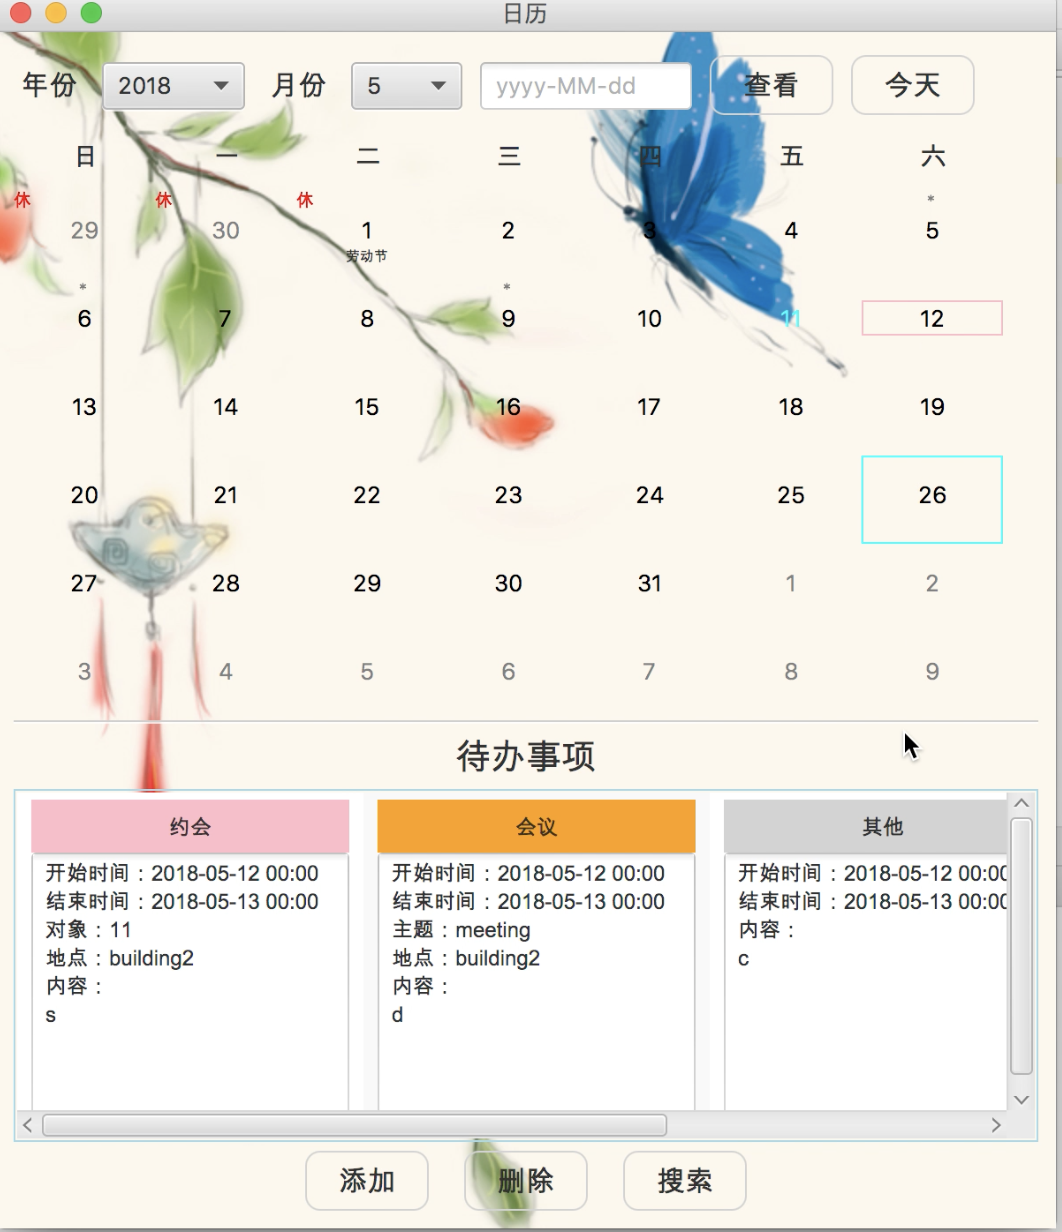 日历
年份 2018 月份 5 yyyy-MM-dd 查看 今天
日 一 二 三 四 五 六
休 休 休 *
29 30 1 2 3 4 5
劳动节
* *
6 7 8 9 10 11 12
13 14 15 16 17 18 19
20 21 22 23 24 25 26
27 28 29 30 31 1 2
3 4 5 6 7 8 9
待办事项
约会
开始时间：2018-05-12 00:00
结束时间：2018-05-13 00:00
对象：11
地点：building2
内容：
s
会议
开始时间：2018-05-12 00:00
结束时间：2018-05-13 00:00
主题：meeting
地点：building2
内容：
d
其他
开始时间：2018-05-12 00:00
结束时间：2018-05-13 00:00
内容：
c
添加 删除 搜索